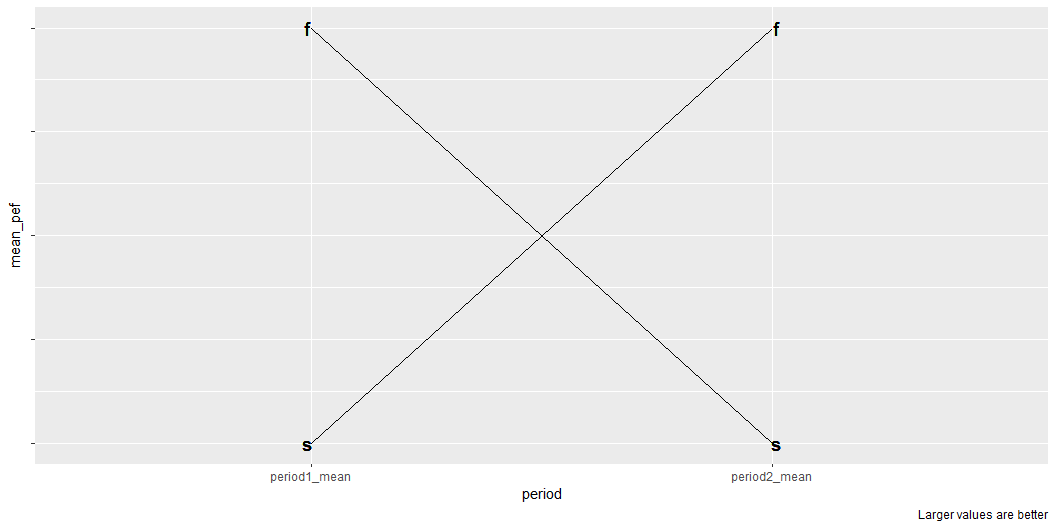 f f
mean_pef
s s
period1_mean period2_mean
period
Larger values are better